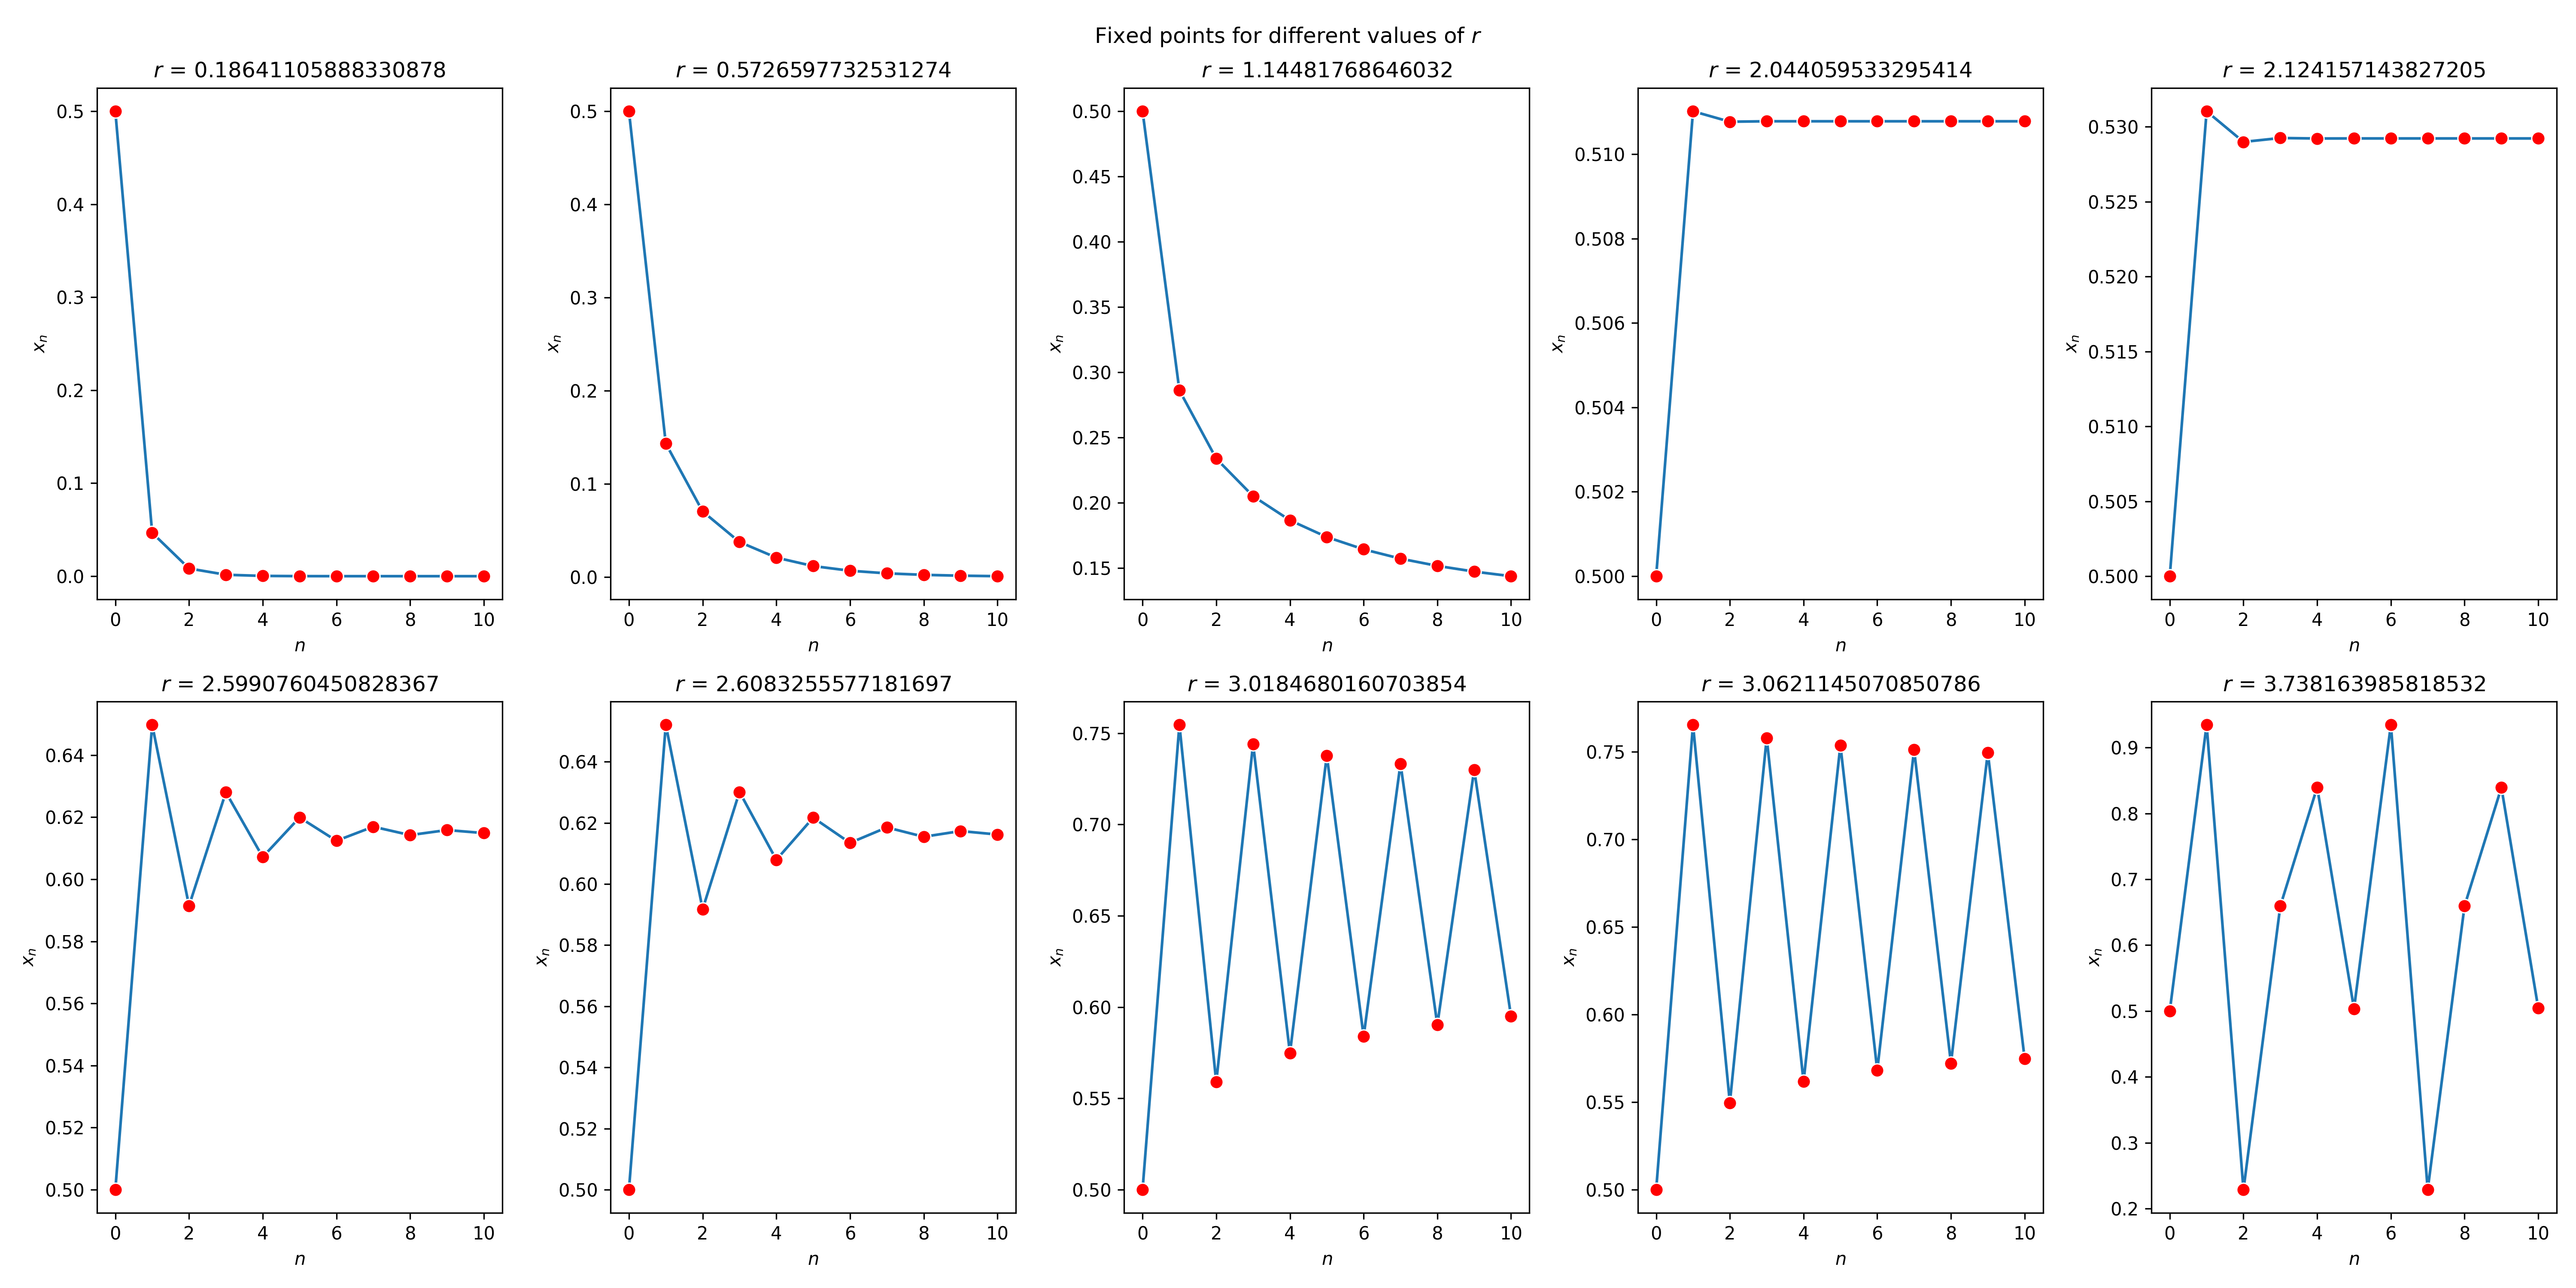 Fixed points for different values of r
r = 0.18641105888330878
0.5
0.4
0.3
0.2
0.1
0.0
x_n
0 2 4 6 8 10
n
r = 0.5726597732531274
0.5
0.4
0.3
0.2
0.1
0.0
x_n
0 2 4 6 8 10
n
r = 1.14481768646032
0.50
0.45
0.40
0.35
0.30
0.25
0.20
0.15
x_n
0 2 4 6 8 10
n
r = 2.044059533295414
0.510
0.508
0.506
0.504
0.502
0.500
x_n
0 2 4 6 8 10
n
r = 2.124157143827205
0.530
0.525
0.520
0.515
0.510
0.505
0.500
x_n
0 2 4 6 8 10
n
r = 2.5990760450828367
0.64
0.62
0.60
0.58
0.56
0.54
0.52
0.50
x_n
0 2 4 6 8 10
n
r = 2.6083255577181697
0.64
0.62
0.60
0.58
0.56
0.54
0.52
0.50
x_n
0 2 4 6 8 10
n
r = 3.0184680160703854
0.75
0.70
0.65
0.60
0.55
0.50
x_n
0 2 4 6 8 10
n
r = 3.0621145070850786
0.75
0.70
0.65
0.60
0.55
0.50
x_n
0 2 4 6 8 10
n
r = 3.738163985818532
0.9
0.8
0.7
0.6
0.5
0.4
0.3
0.2
x_n
0 2 4 6 8 10
n